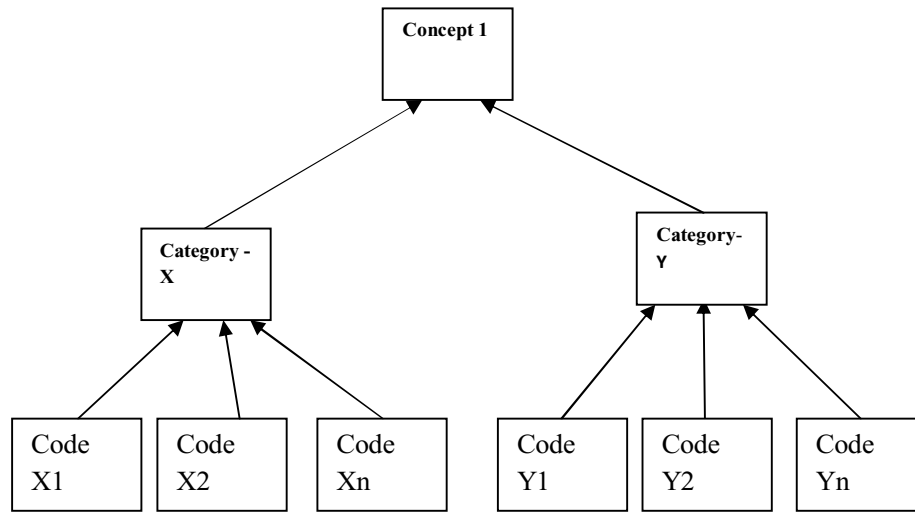 Concept 1
Category -
X
Category-
Y
Code
X1
Code
X2
Code
Xn
Code
Y1
Code
Y2
Code
Yn